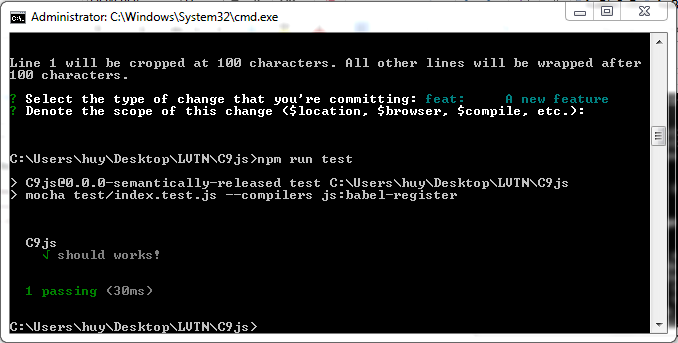 Administrator: C:\Windows\System32\cmd.exe
Line 1 will be cropped at 100 characters. All other lines will be wrapped after
100 characters.
? Select the type of change that you're committing: feat:     A new feature
? Denote the scope of this change ($location, $browser, $compile, etc.):
C:\Users\huy\Desktop\LVTN\C9js>npm run test
> C9js@0.0.0-semantically-released test C:\Users\huy\Desktop\LVTN\C9js
> mocha test/index.test.js --compilers js:babel-register
C9js
√ should works!
1 passing (30ms)
C:\Users\huy\Desktop\LVTN\C9js>